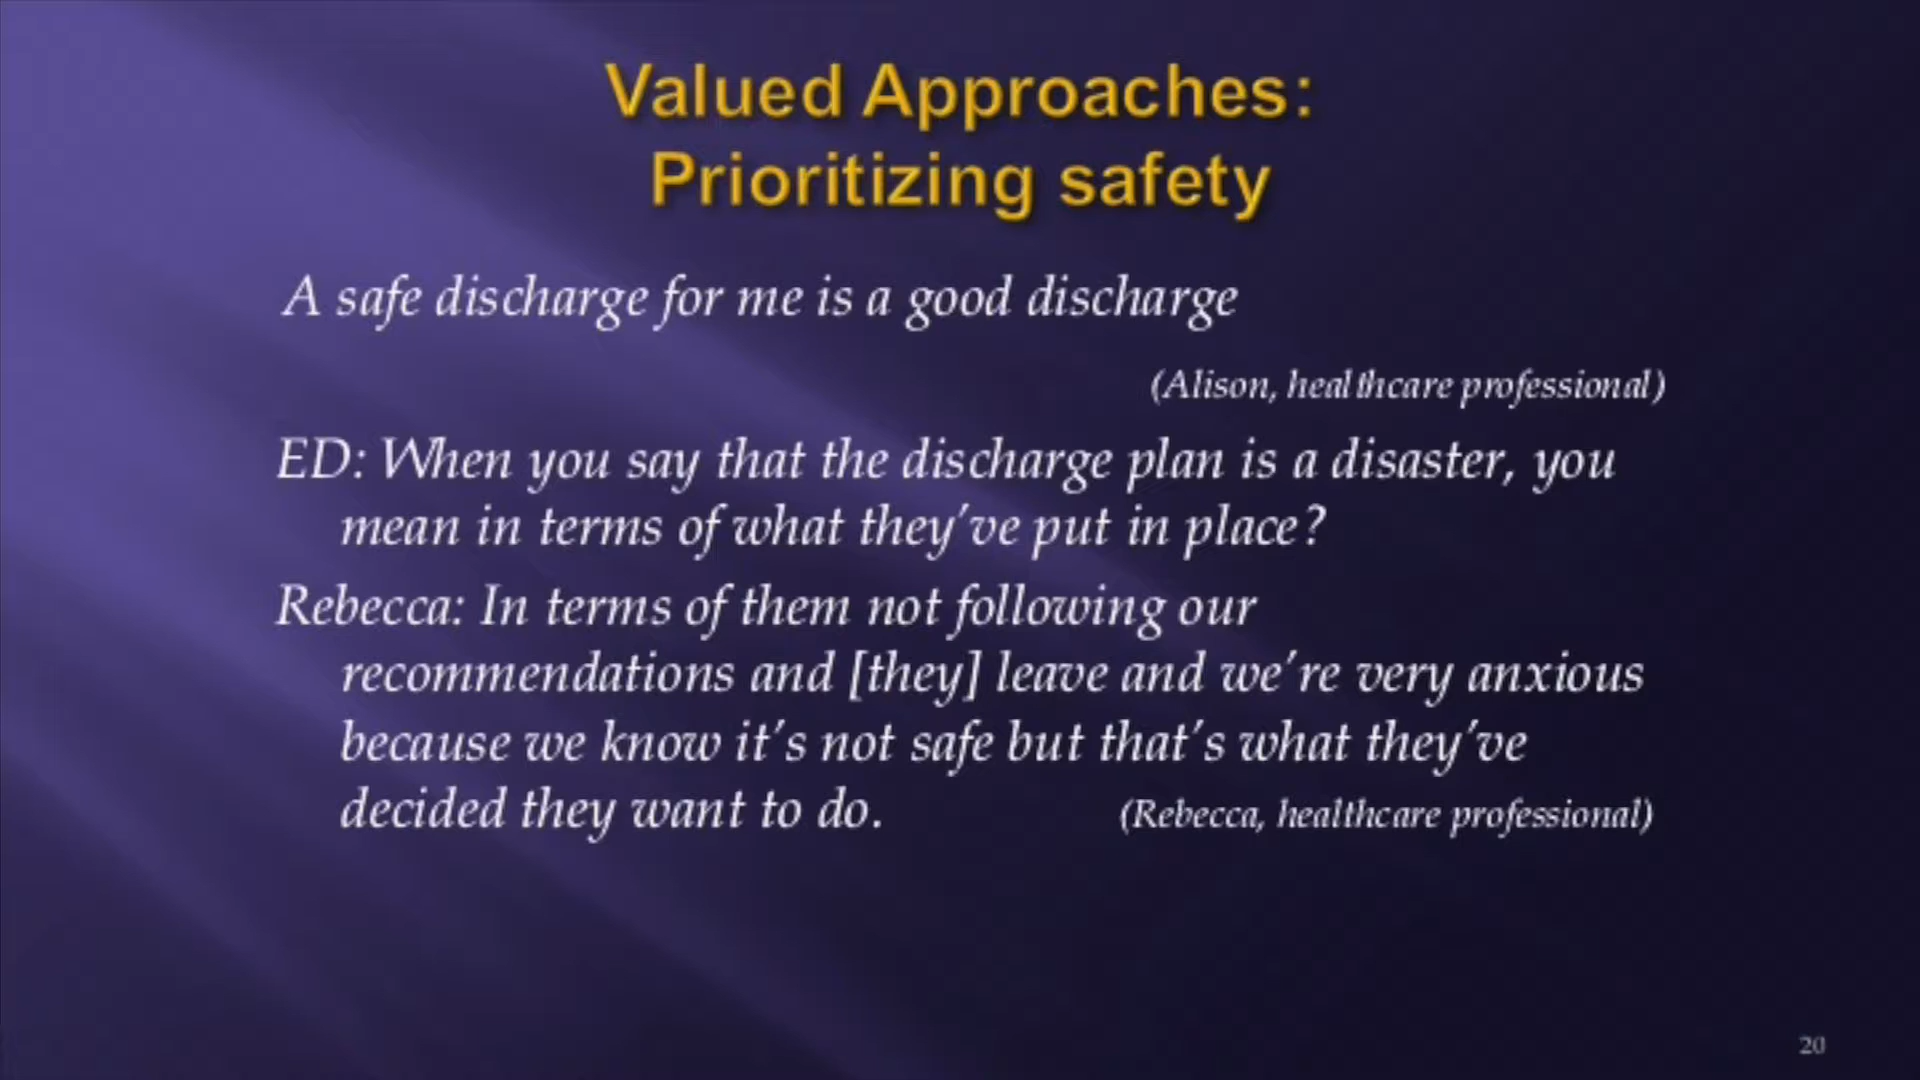 Valued Approaches:
Prioritizing safety
A safe discharge for me is a good discharge
(Alison, healthcare professional)
ED: When you say that the discharge plan is a disaster, you
mean in terms of what they've put in place?
Rebecca: In terms of them not following our
recommendations and [they] leave and we're very anxious
because we know it's not safe but that's what they've
decided they want to do. (Rebecca, healthcare professional)
20